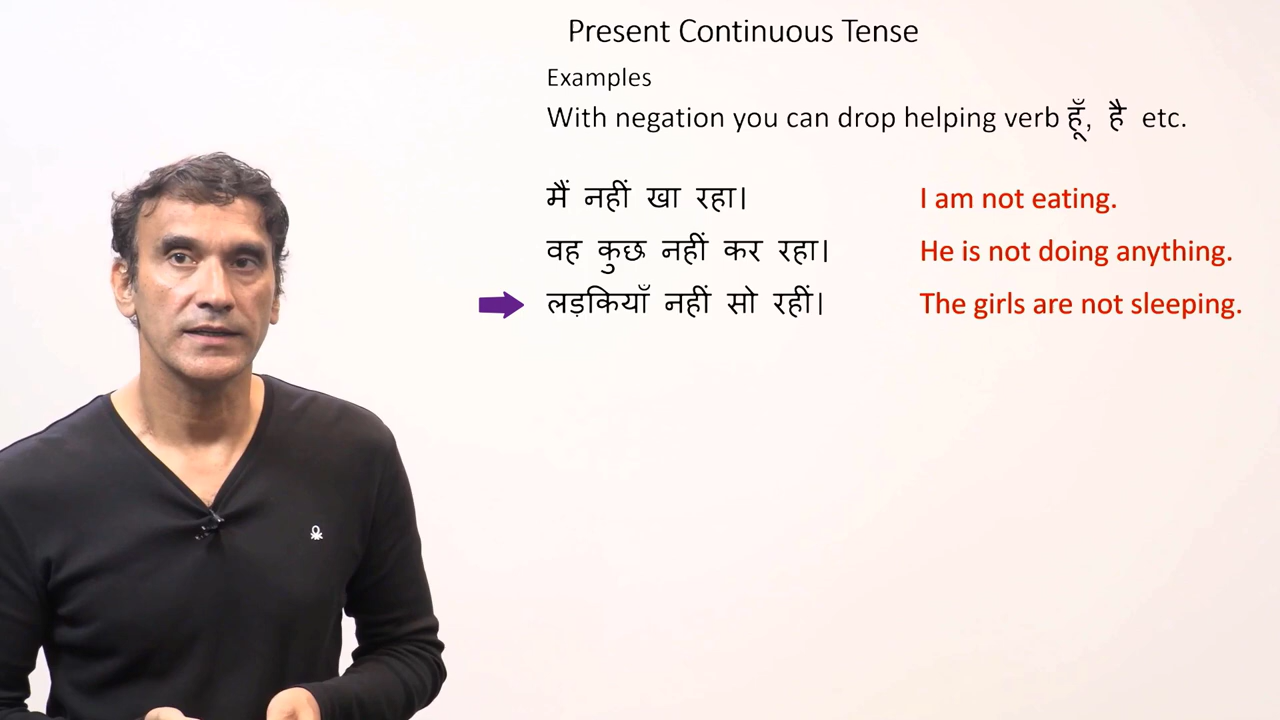 Present Continuous Tense
Examples
With negation you can drop helping verb हूँ, है etc.
मैं नहीं खा रहा। I am not eating.
वह कुछ नहीं कर रहा। He is not doing anything.
लड़कियाँ नहीं सो रहीं। The girls are not sleeping.